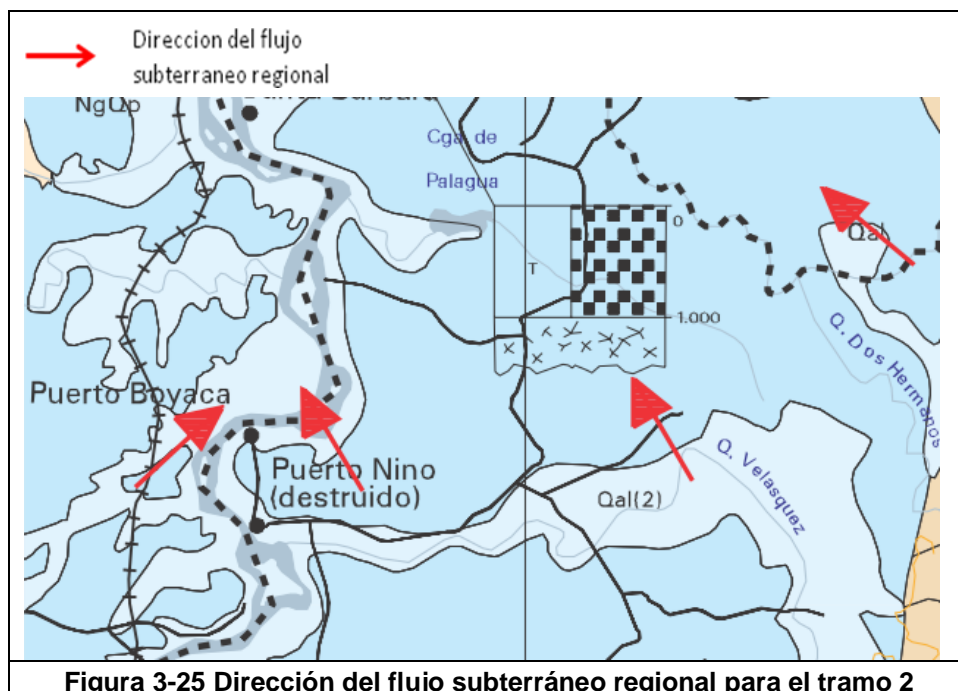 Direccion del flujo
subterraneo regional
NgQp
Cga de
Palagua
0
Qal
T
1.000
Q. Dos Hermanos
Puerto Boyaca
Puerto Nino
(destruido)
Qal(2)
Q. Velasquez
Figura 3-25 Dirección del flujo subterráneo regional para el tramo 2